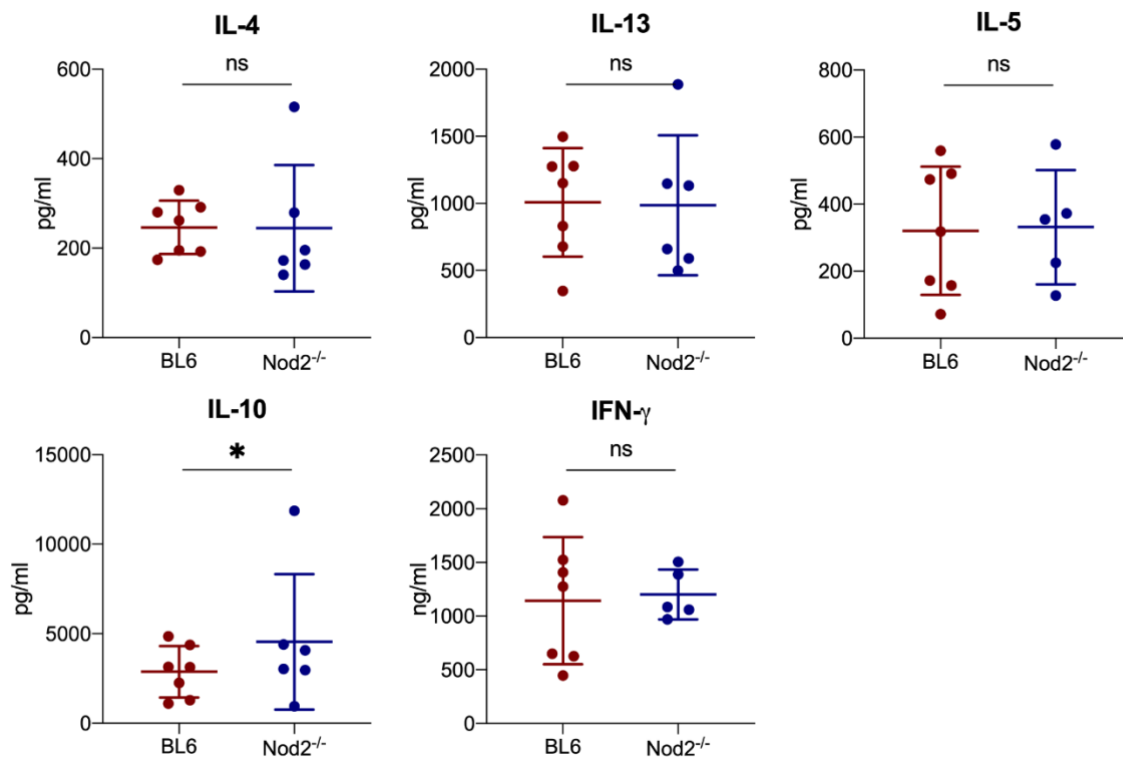 IL-4
600
400
200
0
pg/ml
ns
BL6
Nod2-/-
IL-13
2000
1500
1000
500
0
pg/ml
ns
BL6
Nod2-/-
IL-5
800
600
400
200
0
pg/ml
ns
BL6
Nod2-/-
IL-10
15000
10000
5000
0
pg/ml
*
BL6
Nod2-/-
IFN-γ
2500
2000
1500
1000
500
0
ng/ml
ns
BL6
Nod2-/-